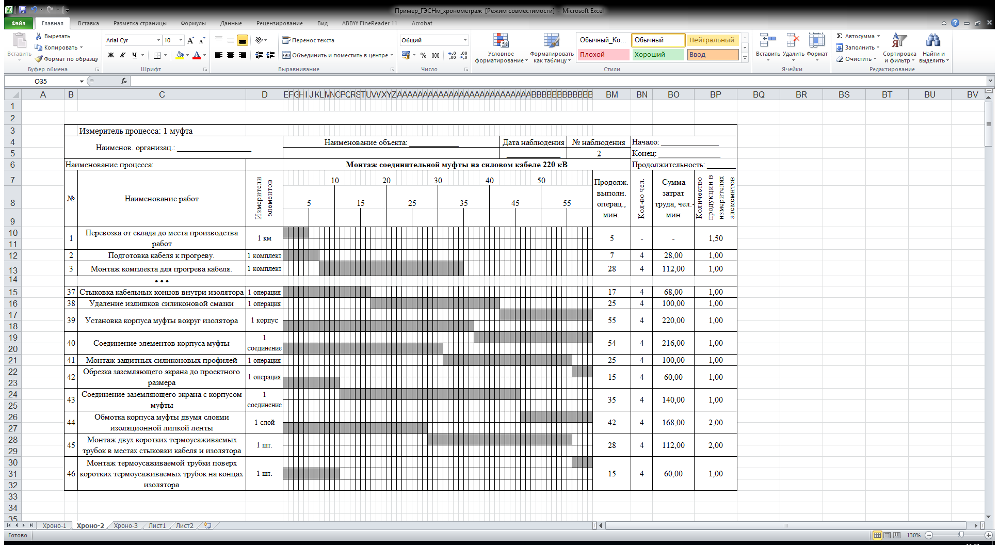 Пример_ГЭСНм_хронометраж [Режим совместимости] - Microsoft Excel
Файл Главная Вставка Разметка страницы Формулы Данные Рецензирование Вид ABBYY FineReader 11 Acrobat
Вставить Вырезать Копировать Формат по образцу Буфер обмена
Arial Cyr 10 Ж К Ч Шрифт
Перенос текста Объединить и поместить в центре Выравнивание
Общий % 000 Число
Условное форматирование Форматировать как таблицу Обычный_Ко... Обычный Нейтральный Плохой Хороший Ввод Стили
Вставить Удалить Формат Ячейки
Автосумма Заполнить Очистить Сортировка и фильтр Найти и выделить Редактирование
O35 fx
A B C D E F G H I J K L M N O P Q R S T U V V X Y Z A A A A A A A A A A A A A A A A A A A A A A A A A A B B B B B B B B B B B B BM BN BO BP BQ BR BS BT BU BV
1
2
3 Измеритель процесса: 1 муфта
4 Наименов. организац.: Наименование объекта: Дата наблюдения № наблюдения Начало:
5 2 Конец:
6 Наименование процесса: Монтаж соединительной муфты на силовом кабеле 220 кВ Продолжительность:
7 № Наименование работ Измерители элементов 10 20 30 40 50 Продолж. выполн. операц., мин. Кол-во чел. Сумма затрат труда, чел.-мин Количество продукции в измерителях элемемнтов
8 5 15 25 35 45 55
9
10 1 Перевозка от склада до места производства работ 1 км 5 - - 1,50
11
12 2 Подготовка кабеля к прогреву. 1 комплект 7 4 28,00 1,00
13 3 Монтаж комплекта для прогрева кабеля. 1 комплект 28 4 112,00 1,00
14 • • •
15 37 Стыковка кабельных концов внутри изолятора 1 операция 17 4 68,00 1,00
16 38 Удаление излишков силиконовой смазки 1 операция 25 4 100,00 1,00
17 39 Установка корпуса муфты вокруг изолятора 1 корпус 55 4 220,00 1,00
18
19 40 Соединение элементов корпуса муфты 1 соединение 54 4 216,00 1,00
20
21 41 Монтаж защитных силиконовых профилей 1 операция 25 4 100,00 1,00
22 42 Обрезка заземляющего экрана до проектного размера 1 операция 15 4 60,00 1,00
23
24 43 Соединение заземляющего экрана с корпусом муфты 1 соединение 35 4 140,00 1,00
25
26 44 Обмотка корпуса муфты двумя слоями изоляционной липкой ленты 1 слой 42 4 168,00 2,00
27
28 45 Монтаж двух коротких термоусаживаемых трубок в местах стыковки кабеля и изолятора 1 шт. 28 4 112,00 2,00
29
30 46 Монтаж термоусаживаемой трубки поверх коротких термоусаживаемых трубок на концах изолятора 1 шт. 15 4 60,00 1,00
31
32
33
34
35
Хроно-1 Хроно-2 Хроно-3 Лист1 Лист2
Готово 130%